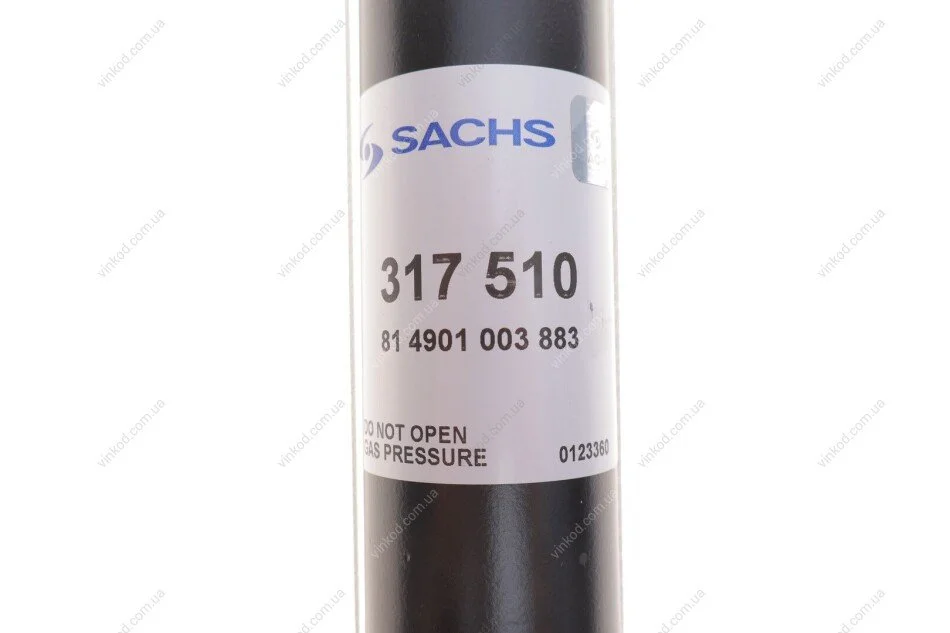 SACHS
317 510
81 4901 003 883
DO NOT OPEN
GAS PRESSURE
0123360
vinkod.com.ua